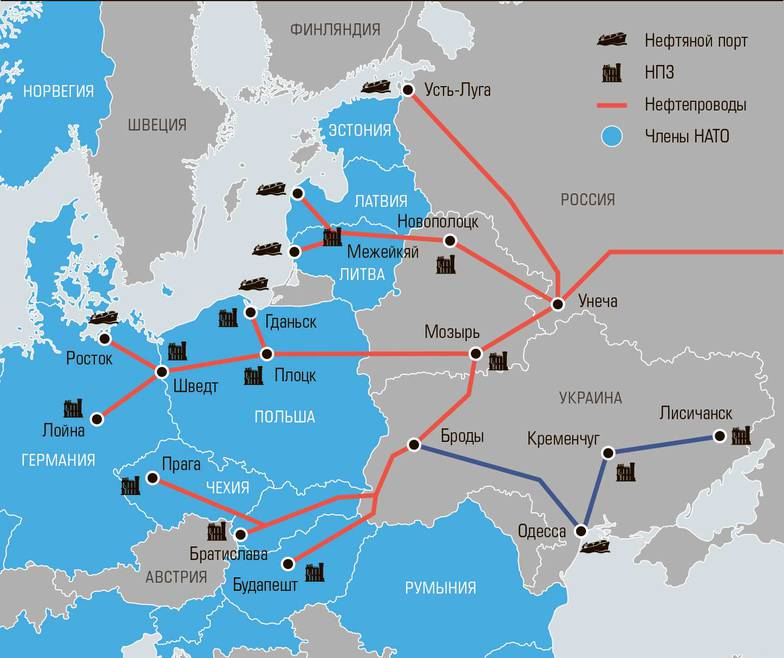 ФИНЛЯНДИЯ
Нефтяной порт
НПЗ
Нефтепроводы
Члены НАТО
НОРВЕГИЯ
Усть-Луга
ШВЕЦИЯ
ЭСТОНИЯ
РОССИЯ
ЛАТВИЯ
Новополоцк
Межейкяй
ЛИТВА
Унеча
Гданьск
Мозырь
Росток
Плоцк
Шведт
УКРАИНА
ПОЛЬША
Лисичанск
Лойна
Броды
Кременчуг
ГЕРМАНИЯ
Прага
ЧЕХИЯ
Одесса
Братислава
АВСТРИЯ
Будапешт
РУМЫНИЯ